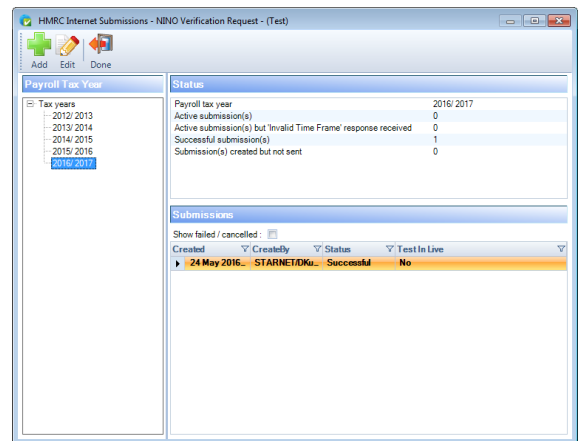 HMRC Internet Submissions - NINO Verification Request - (Test)
Add Edit Done
Payroll Tax Year
Tax years
2012/ 2013
2013/ 2014
2014/ 2015
2015/ 2016
2016/ 2017
Status
Payroll tax year 2016/ 2017
Active submission(s) 0
Active submission(s) but 'Invalid Time Frame' response received 0
Successful submission(s) 1
Submission(s) created but not sent 0
Submissions
Show failed / cancelled :
Created CreateBy Status Test In Live
24 May 2016... STARNET/DKu... Successful No